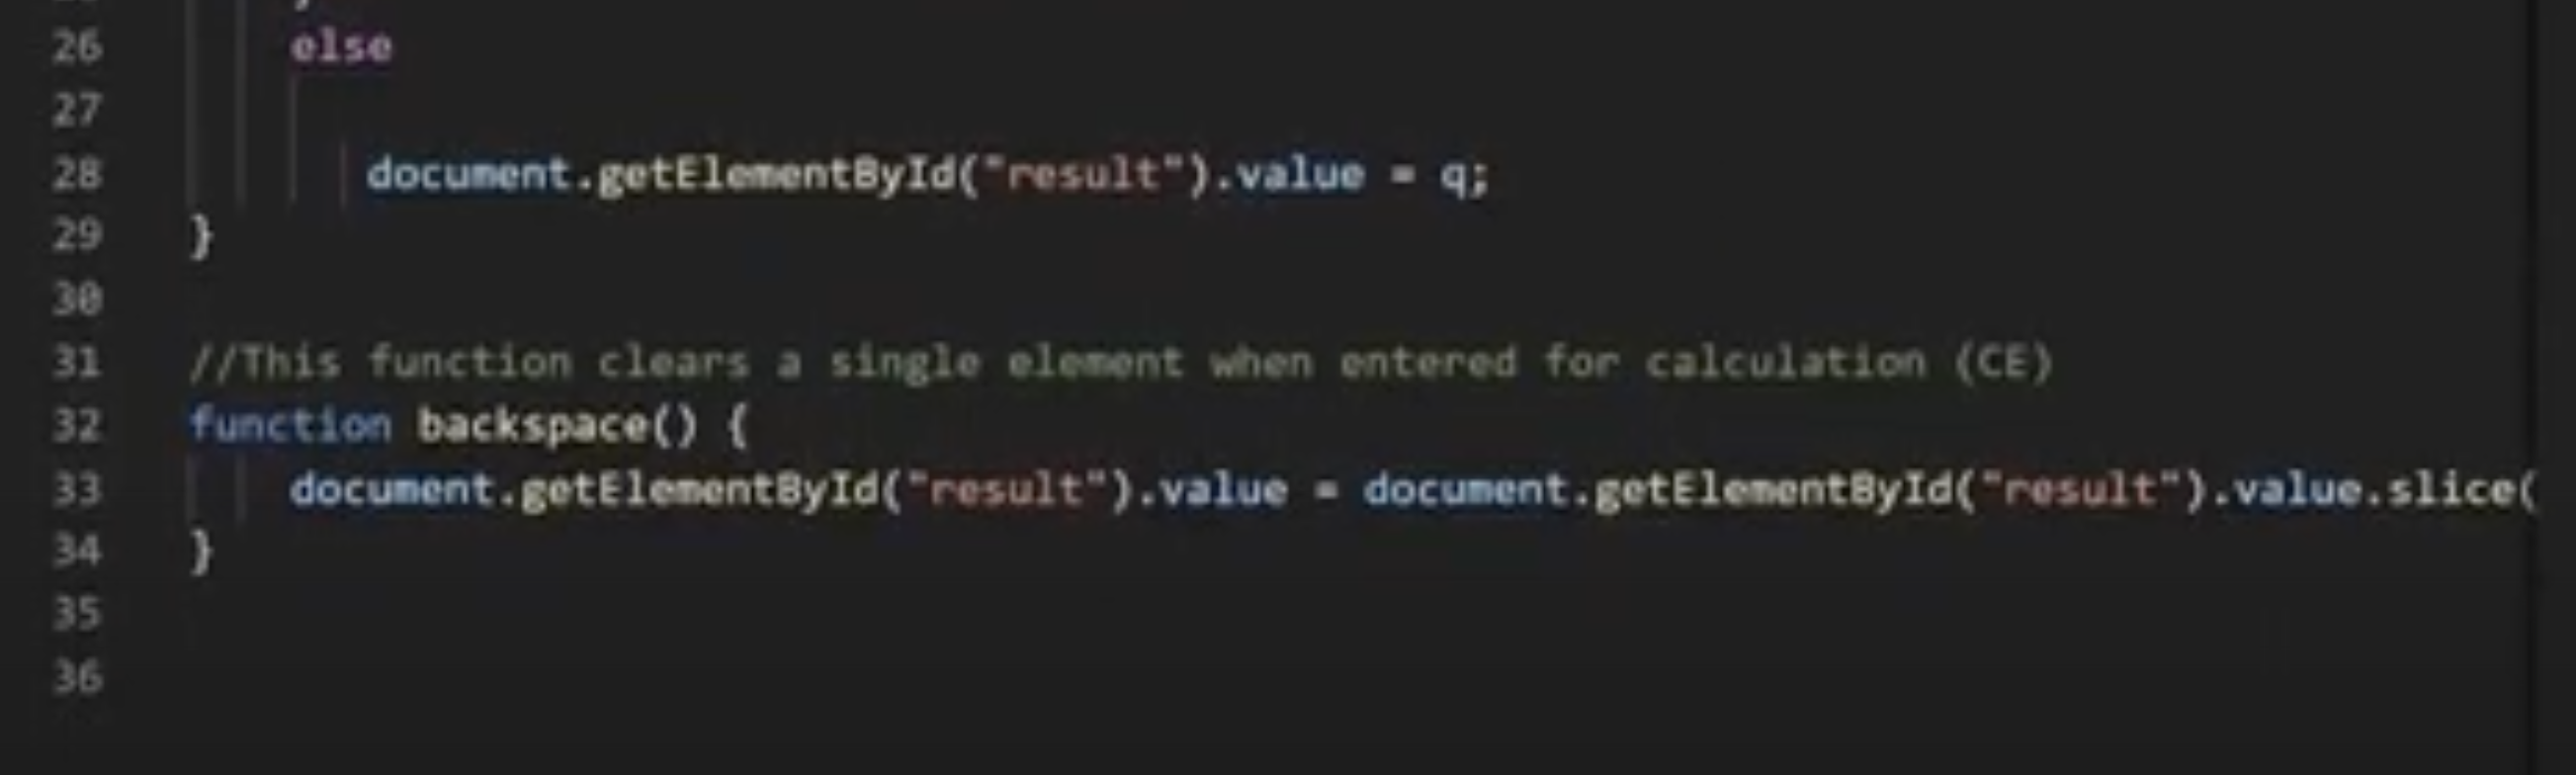 26 else
27
28 document.getElementById("result").value = q;
29 }
30
31 //This function clears a single element when entered for calculation (CE)
32 function backspace() {
33 document.getElementById("result").value = document.getElementById("result").value.slice(
34 }
35
36